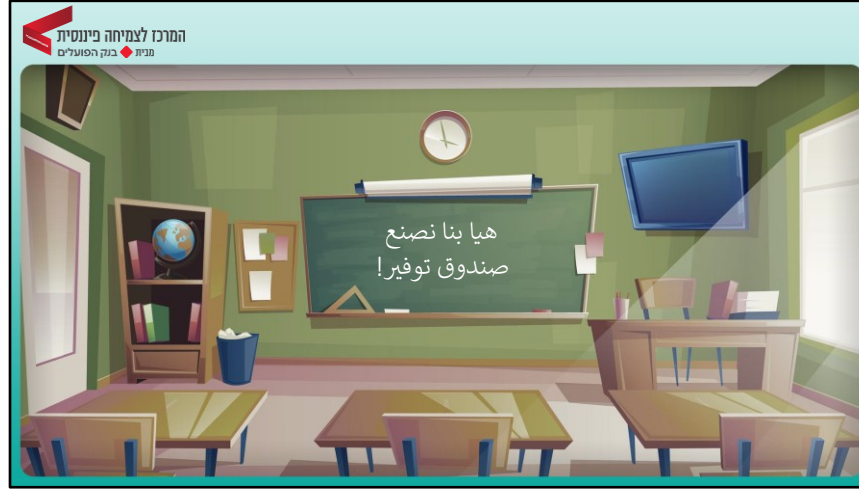 המרכז לצמיחה פיננסית
מבית בנק הפועלים
هيا بنا نصنع
صندوق توفير!